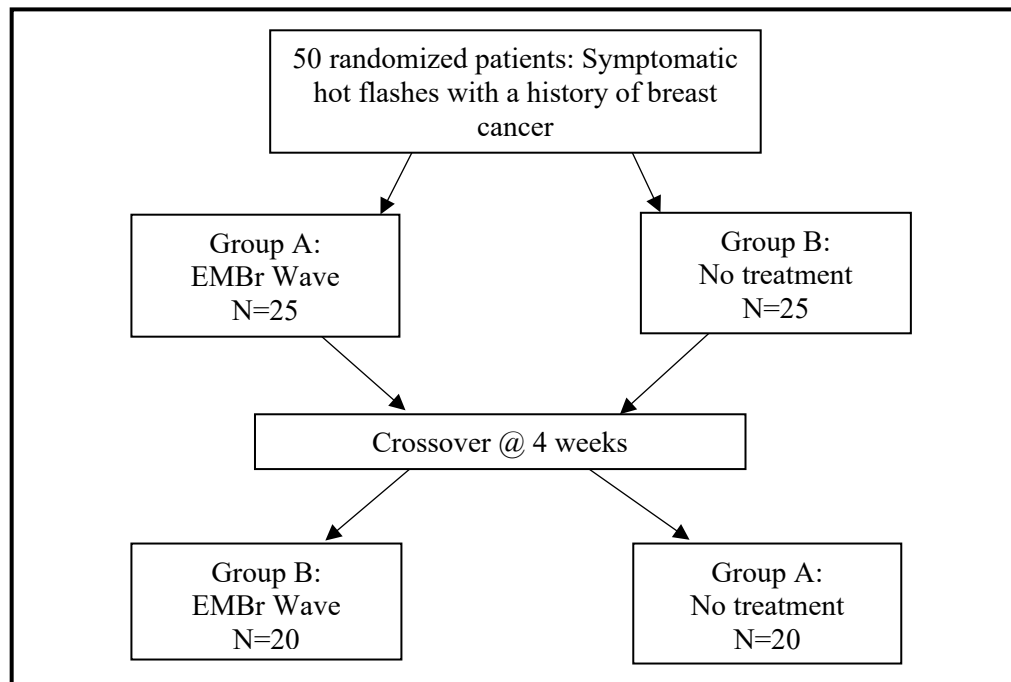 50 randomized patients: Symptomatic
hot flashes with a history of breast
cancer
Group A:
EMBr Wave
N=25
Group B:
No treatment
N=25
Crossover @ 4 weeks
Group B:
EMBr Wave
N=20
Group A:
No treatment
N=20